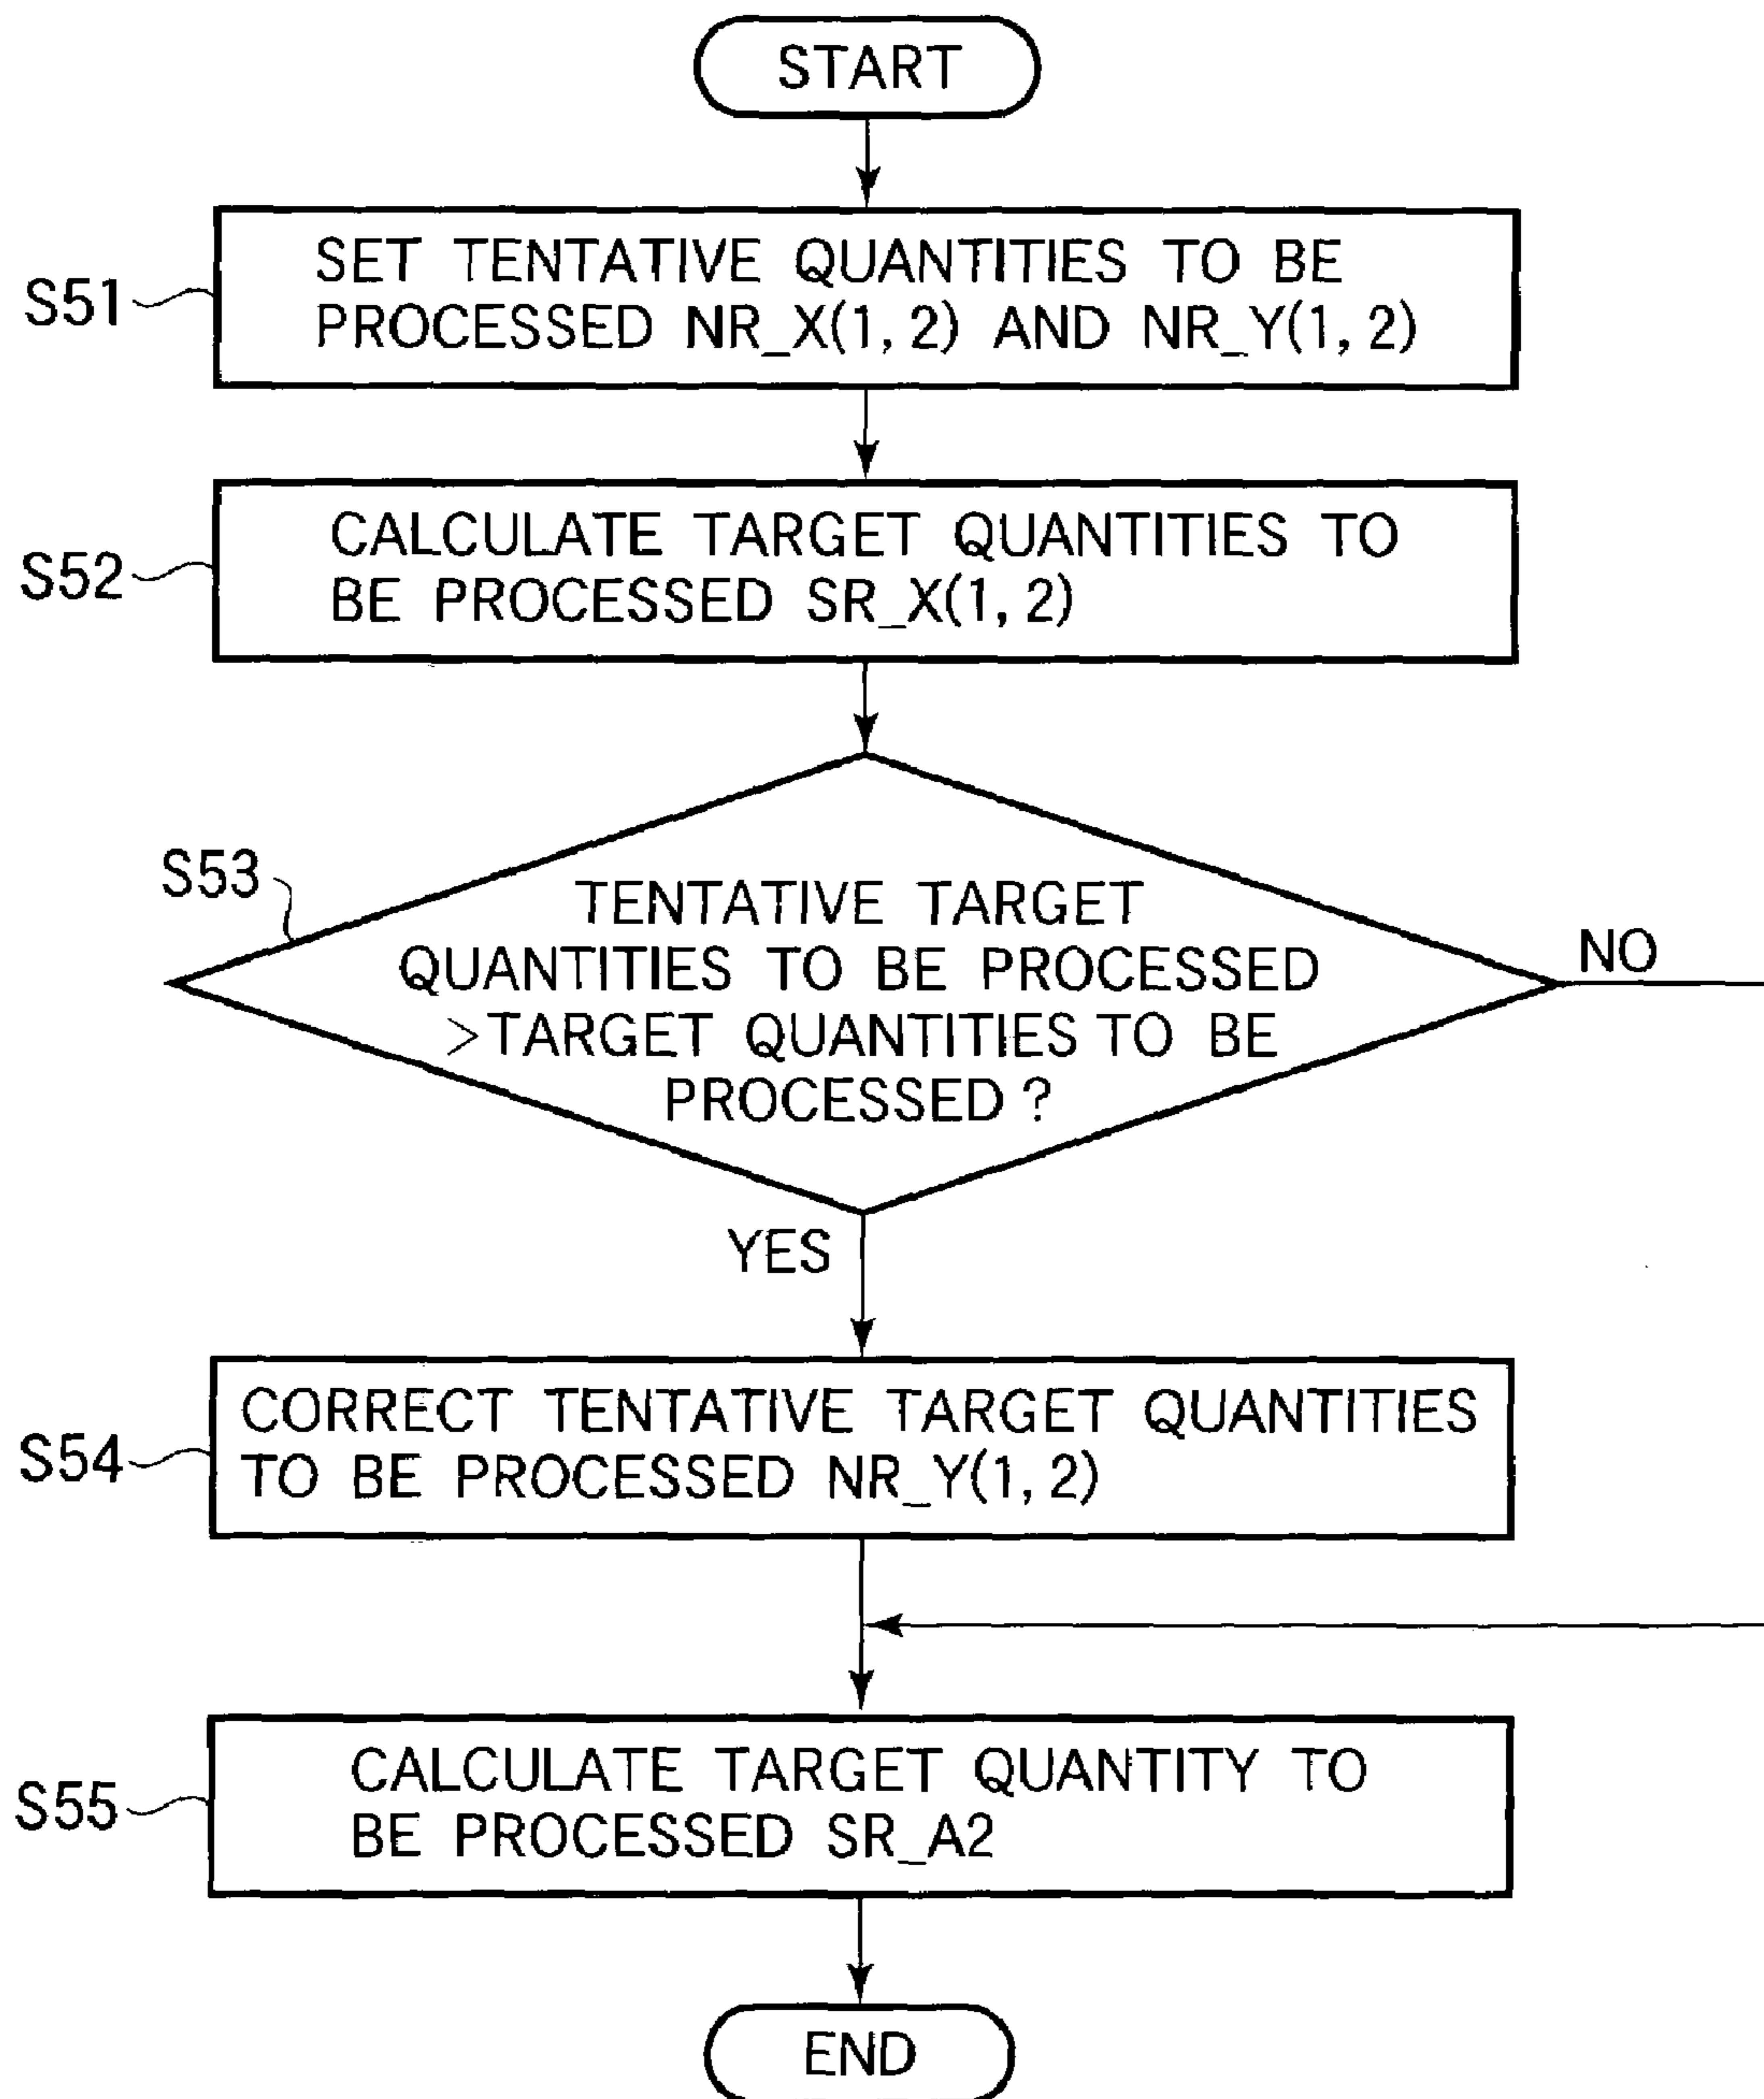 START
S51
SET TENTATIVE QUANTITIES TO BE
PROCESSED NR_X(1, 2) AND NR_Y(1, 2)
S52
CALCULATE TARGET QUANTITIES TO
BE PROCESSED SR_X(1, 2)
S53
TENTATIVE TARGET
QUANTITIES TO BE PROCESSED
>TARGET QUANTITIES TO BE
PROCESSED ?
NO
YES
S54
CORRECT TENTATIVE TARGET QUANTITIES
TO BE PROCESSED NR_Y(1, 2)
S55
CALCULATE TARGET QUANTITY TO
BE PROCESSED SR_A2
END